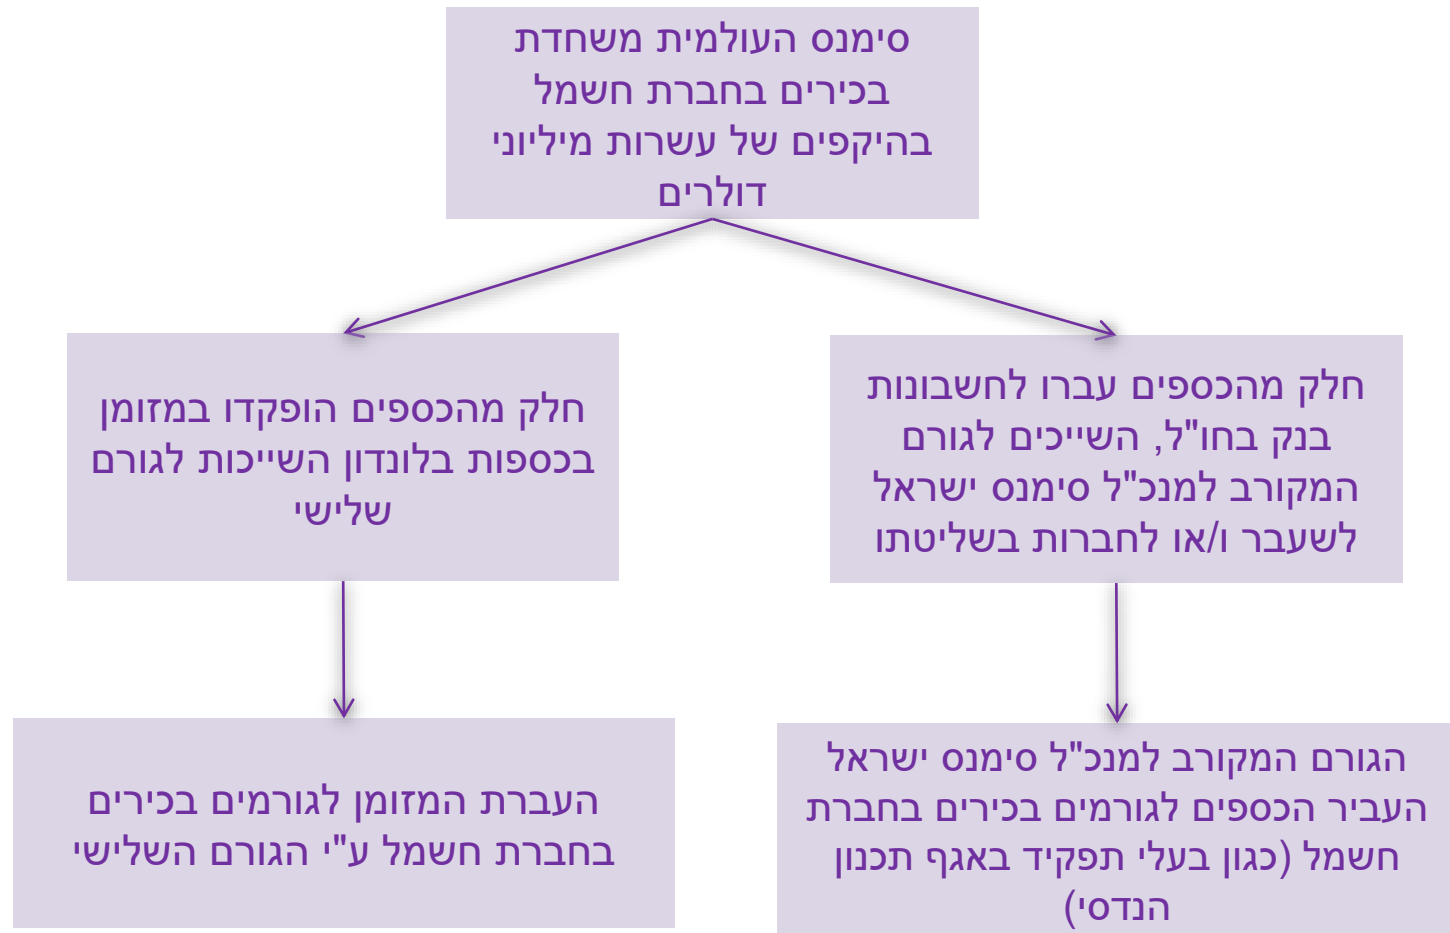 סימנס העולמית משחדת
בכירים בחברת חשמל
בהיקפים של עשרות מיליוני
דולרים
חלק מהכספים עברו לחשבונות
בנק בחו"ל, השייכים לגורם
המקורב למנכ"ל סימנס ישראל
לשעבר ו/או לחברות בשליטתו
חלק מהכספים הופקדו במזומן
בכספות בלונדון השייכות לגורם
שלישי
הגורם המקורב למנכ"ל סימנס ישראל
העביר הכספים לגורמים בכירים בחברת
חשמל (כגון בעלי תפקיד באגף תכנון
הנדסי)
העברת המזומן לגורמים בכירים
בחברת חשמל ע"י הגורם השלישי